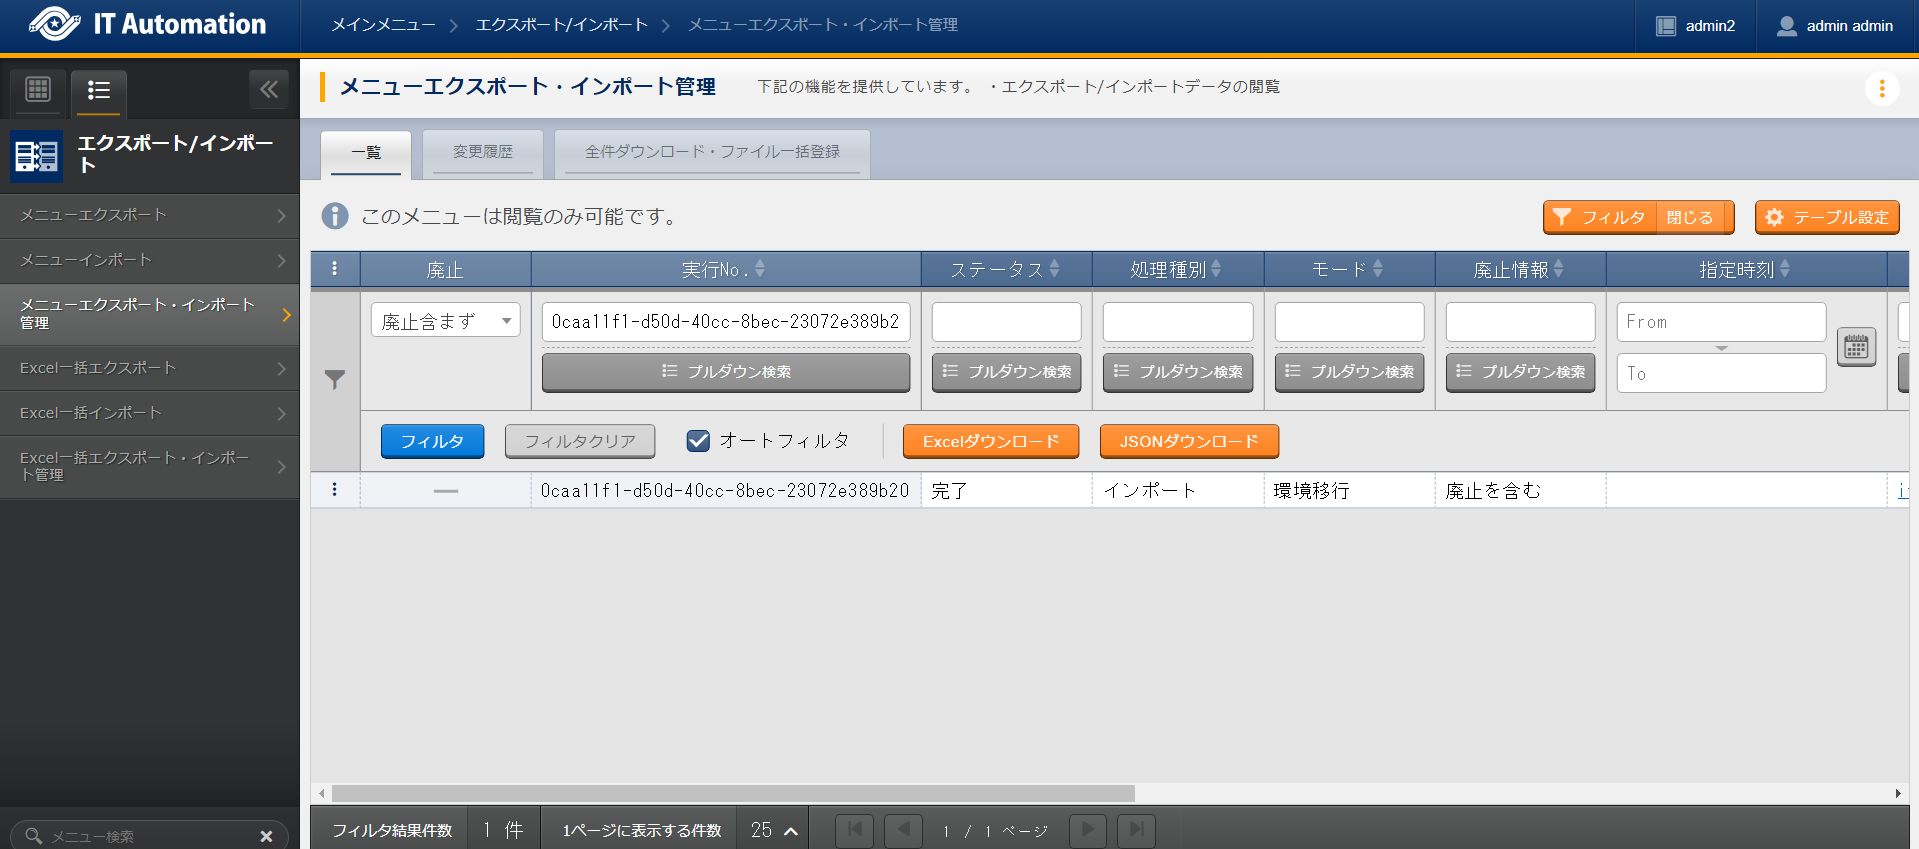 IT Automation
メインメニュー
エクスポート/インポート
メニューエクスポート・インポート管理
admin2
admin admin
エクスポート/インポー
ト
メニューエクスポート
メニューインポート
メニューエクスポート・インポート
管理
Excel一括エクスポート
Excel一括インポート
Excel一括エクスポート・インポー
ト管理
メニュー検索
メニューエクスポート・インポート管理
下記の機能を提供しています。 ・エクスポート/インポートデータの閲覧
一覧
変更履歴
全件ダウンロード・ファイル一括登録
このメニューは閲覧のみ可能です。
フィルタ 閉じる
テーブル設定
廃止
実行No.
ステータス
処理種別
モード
廃止情報
指定時刻
廃止含まず
0caa11f1-d50d-40cc-8bec-23072e389b2
From
プルダウン検索
プルダウン検索
プルダウン検索
プルダウン検索
プルダウン検索
To
フィルタ
フィルタクリア
オートフィルタ
Excelダウンロード
JSONダウンロード
0caa11f1-d50d-40cc-8bec-23072e389b20
完了
インポート
環境移行
廃止を含む
フィルタ結果件数
1 件
1ページに表示する件数
25
1 / 1 ページ